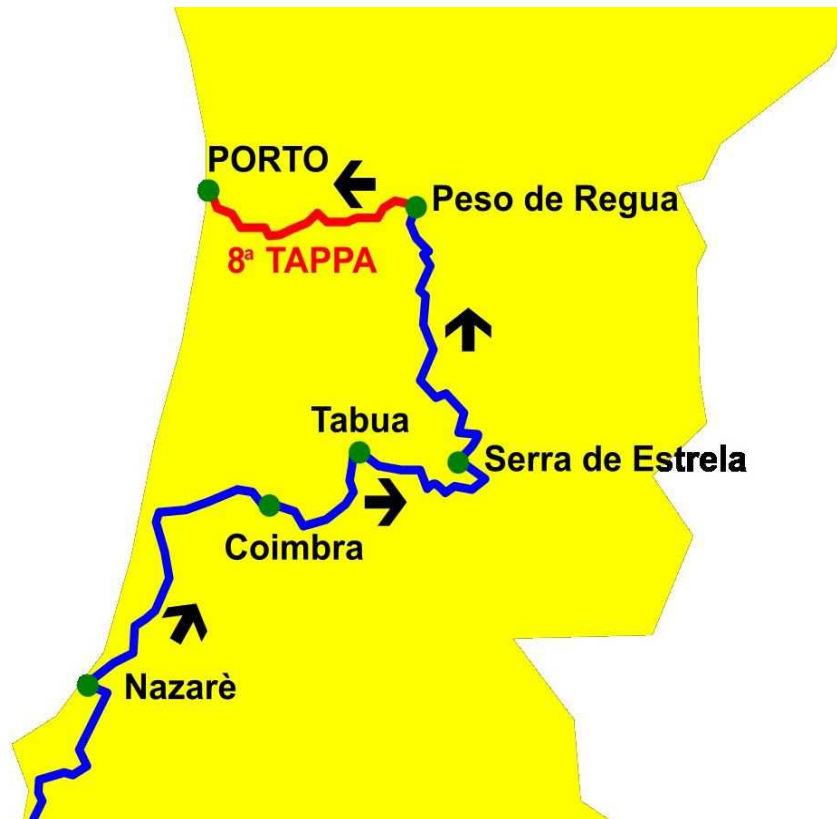 PORTO
Peso de Regua
8ª TAPPA
Tabua
Serra de Estrela
Coimbra
Nazarè